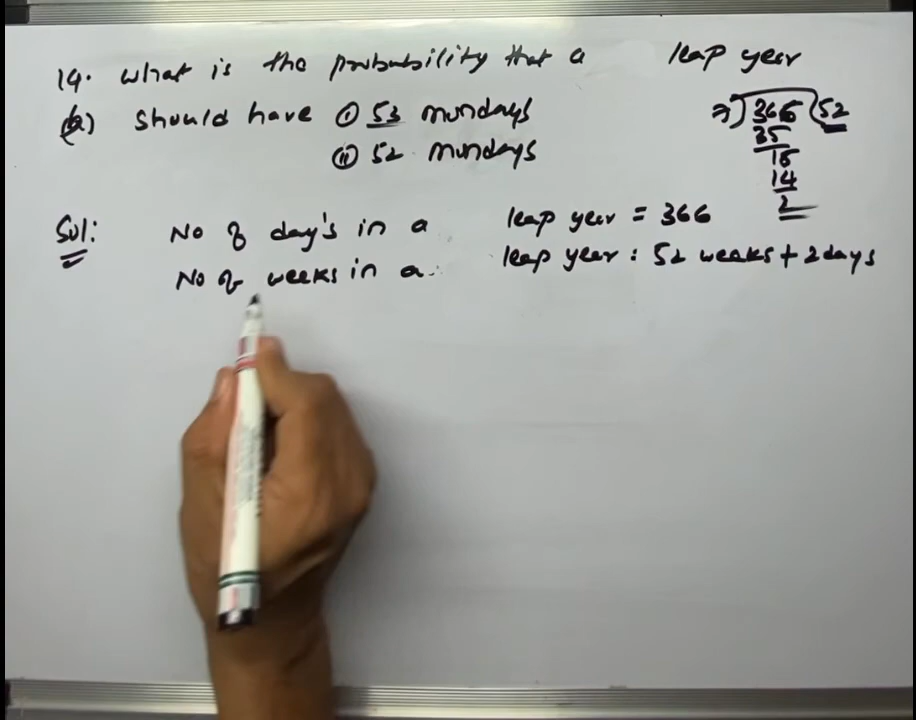 14. What is the probability that a leap year
(a) should have (i) 53 mondays
(ii) 52 mondays
7)366(52
35
16
14
2
Sol: No of day's in a leap year = 366
No of weeks in a leap year : 52 weeks + 2 days